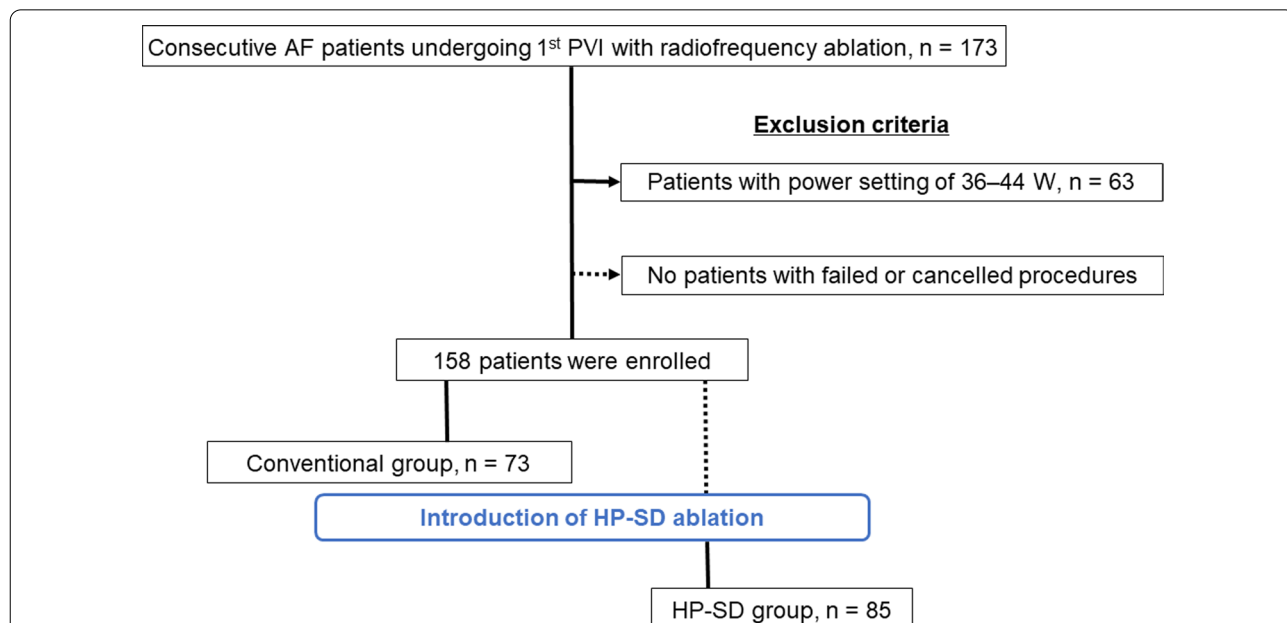 Consecutive AF patients undergoing 1st PVI with radiofrequency ablation, n = 173
Exclusion criteria
Patients with power setting of 36–44 W, n = 63
No patients with failed or cancelled procedures
158 patients were enrolled
Conventional group, n = 73
Introduction of HP-SD ablation
HP-SD group, n = 85